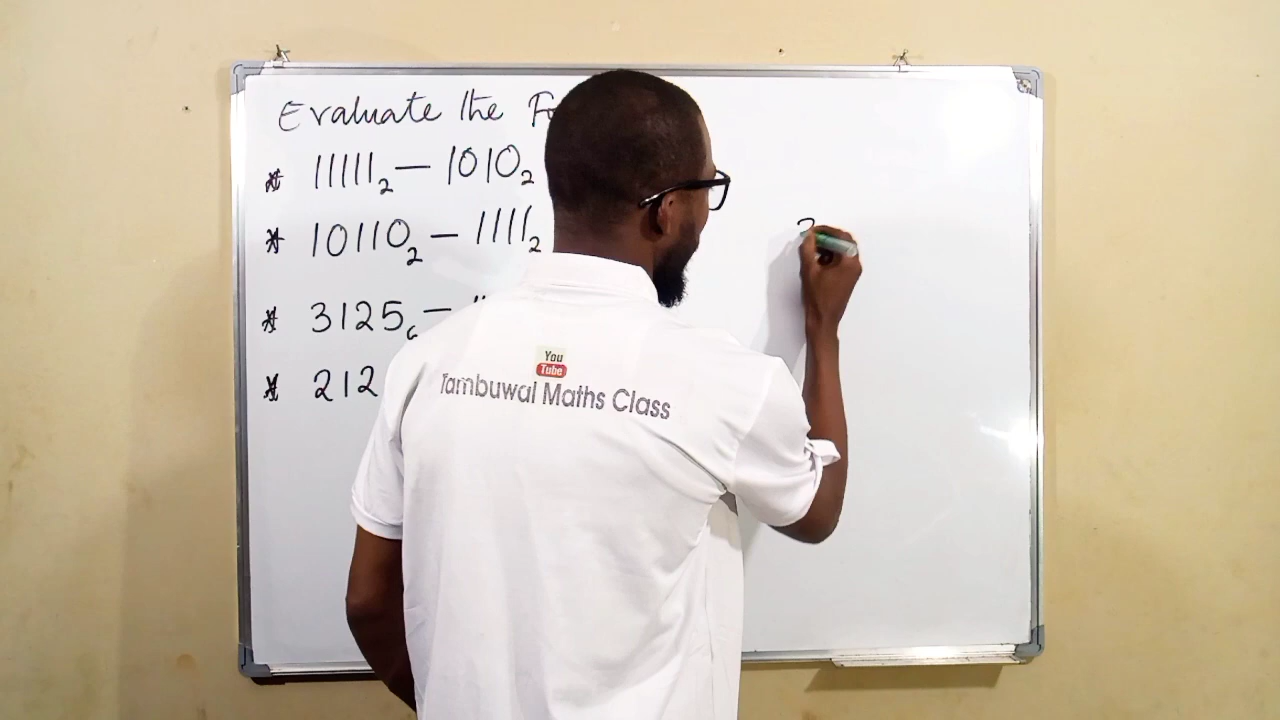 Evaluate the
11111₂ — 1010₂
10110₂ — 1111₂
3125₆ —
212
You
Tube
Tambuwal Maths Class